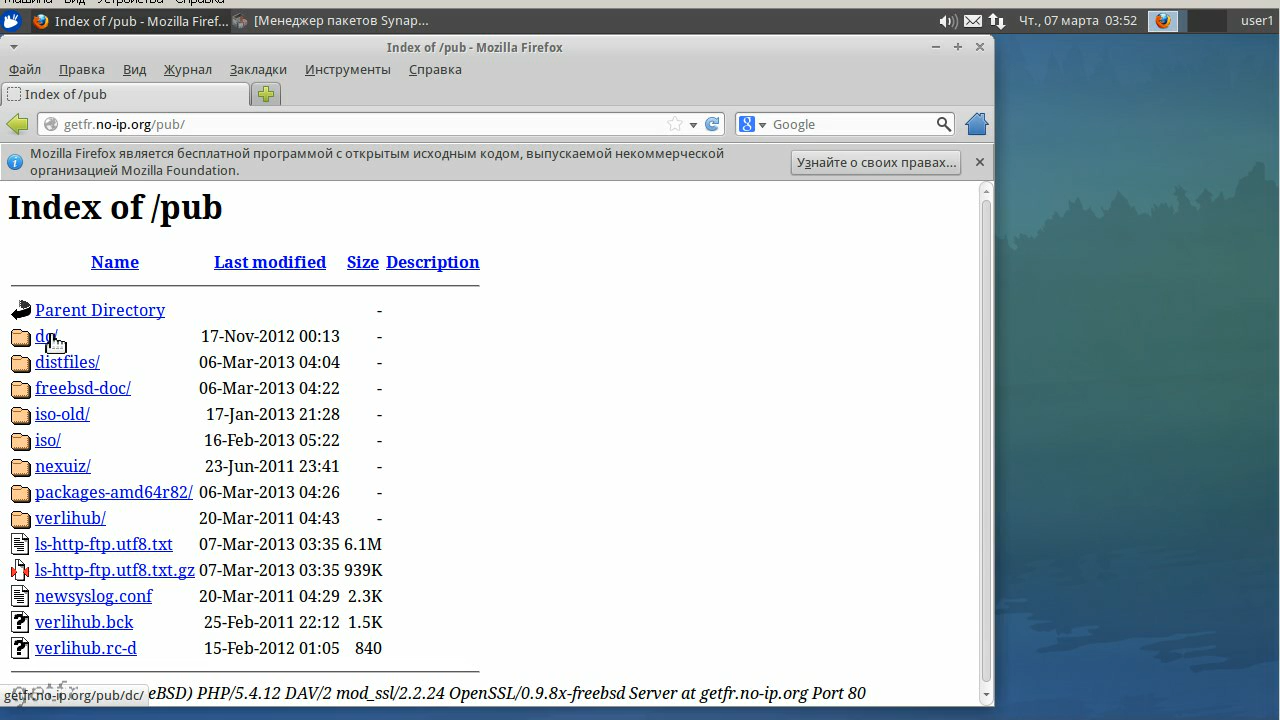 Машина Вид Устройства Справка
Index of /pub - Mozilla Firef... [Менеджер пакетов Synap... Чт., 07 марта 03:52 user1
Index of /pub - Mozilla Firefox
Файл Правка Вид Журнал Закладки Инструменты Справка
Index of /pub
getfr.no-ip.org/pub/ Google
Mozilla Firefox является бесплатной программой с открытым исходным кодом, выпускаемой некоммерческой
организацией Mozilla Foundation.
Узнайте о своих правах...
Index of /pub
Name Last modified Size Description
Parent Directory -
dc/ 17-Nov-2012 00:13 -
distfiles/ 06-Mar-2013 04:04 -
freebsd-doc/ 06-Mar-2013 04:22 -
iso-old/ 17-Jan-2013 21:28 -
iso/ 16-Feb-2013 05:22 -
nexuiz/ 23-Jun-2011 23:41 -
packages-amd64r82/ 06-Mar-2013 04:26 -
verlihub/ 20-Mar-2011 04:43 -
ls-http-ftp.utf8.txt 07-Mar-2013 03:35 6.1M
ls-http-ftp.utf8.txt.gz 07-Mar-2013 03:35 939K
newsyslog.conf 20-Mar-2011 04:29 2.3K
verlihub.bck 25-Feb-2011 22:12 1.5K
verlihub.rc-d 15-Feb-2012 01:05 840
getfr.no-ip.org/pub/dc/ eBSD) PHP/5.4.12 DAV/2 mod_ssl/2.2.24 OpenSSL/0.9.8x-freebsd Server at getfr.no-ip.org Port 80